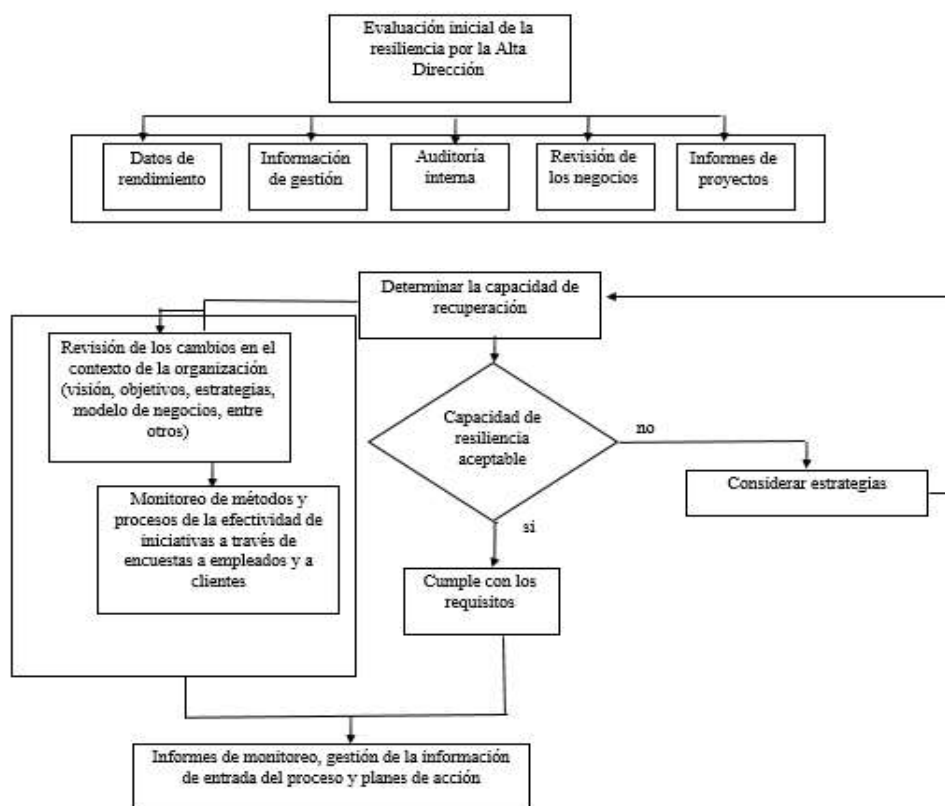 Evaluación inicial de la
resiliencia por la Alta
Dirección
Datos de
rendimiento
Información
de gestión
Auditoría
interna
Revisión de
los negocios
Informes de
proyectos
Determinar la capacidad de
recuperación
Revisión de los cambios en el
contexto de la organización
(visión, objetivos, estrategias,
modelo de negocios, entre
otros)
Capacidad de
resiliencia
aceptable
no
Considerar estrategias
Monitoreo de métodos y
procesos de la efectividad de
iniciativas a través de
encuestas a empleados y a
clientes
si
Cumple con los
requisitos
Informes de monitoreo, gestión de la información
de entrada del proceso y planes de acción